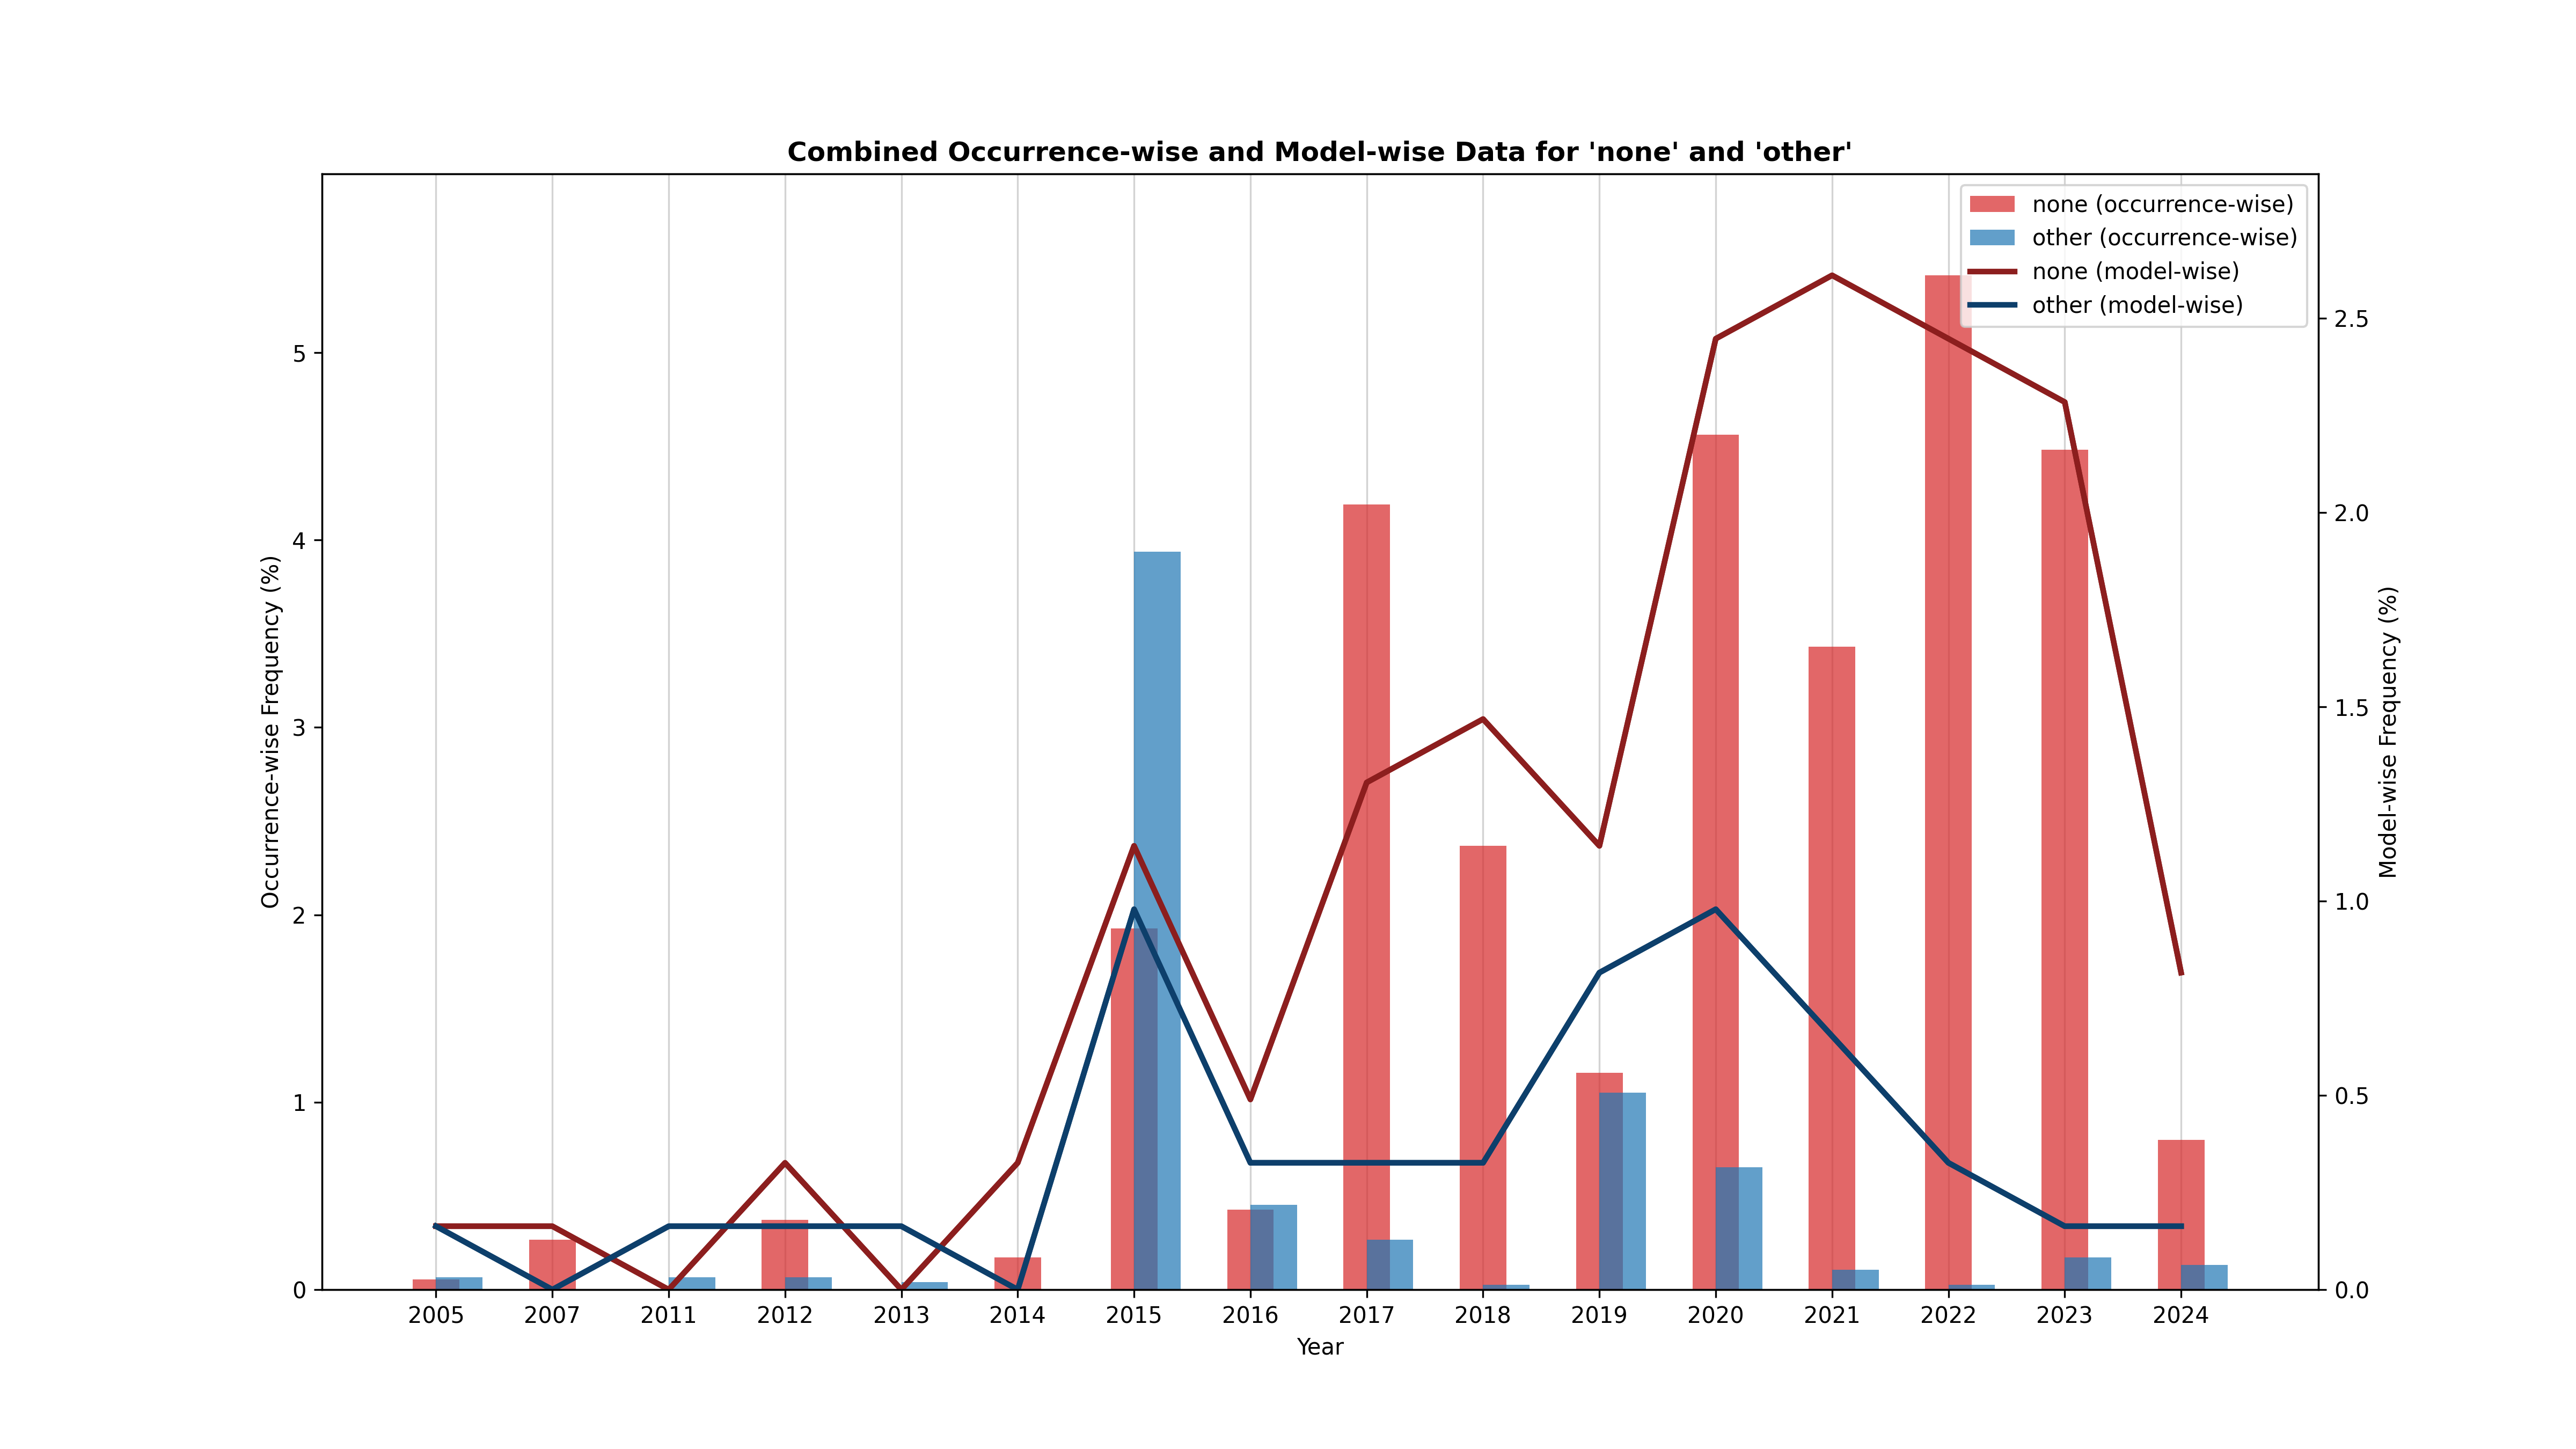 Combined Occurrence-wise and Model-wise Data for 'none' and 'other'
none (occurrence-wise)
other (occurrence-wise)
none (model-wise)
other (model-wise)
Occurrence-wise Frequency (%)
5
4
3
2
1
0
Model-wise Frequency (%)
2.5
2.0
1.5
1.0
0.5
0.0
2005 2007 2011 2012 2013 2014 2015 2016 2017 2018 2019 2020 2021 2022 2023 2024
Year